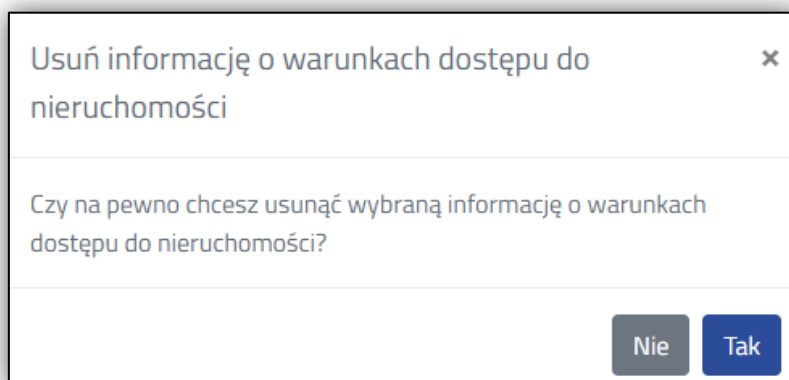 Usuń informację o warunkach dostępu do
nieruchomości
×
Czy na pewno chcesz usunąć wybraną informację o warunkach
dostępu do nieruchomości?
Nie
Tak